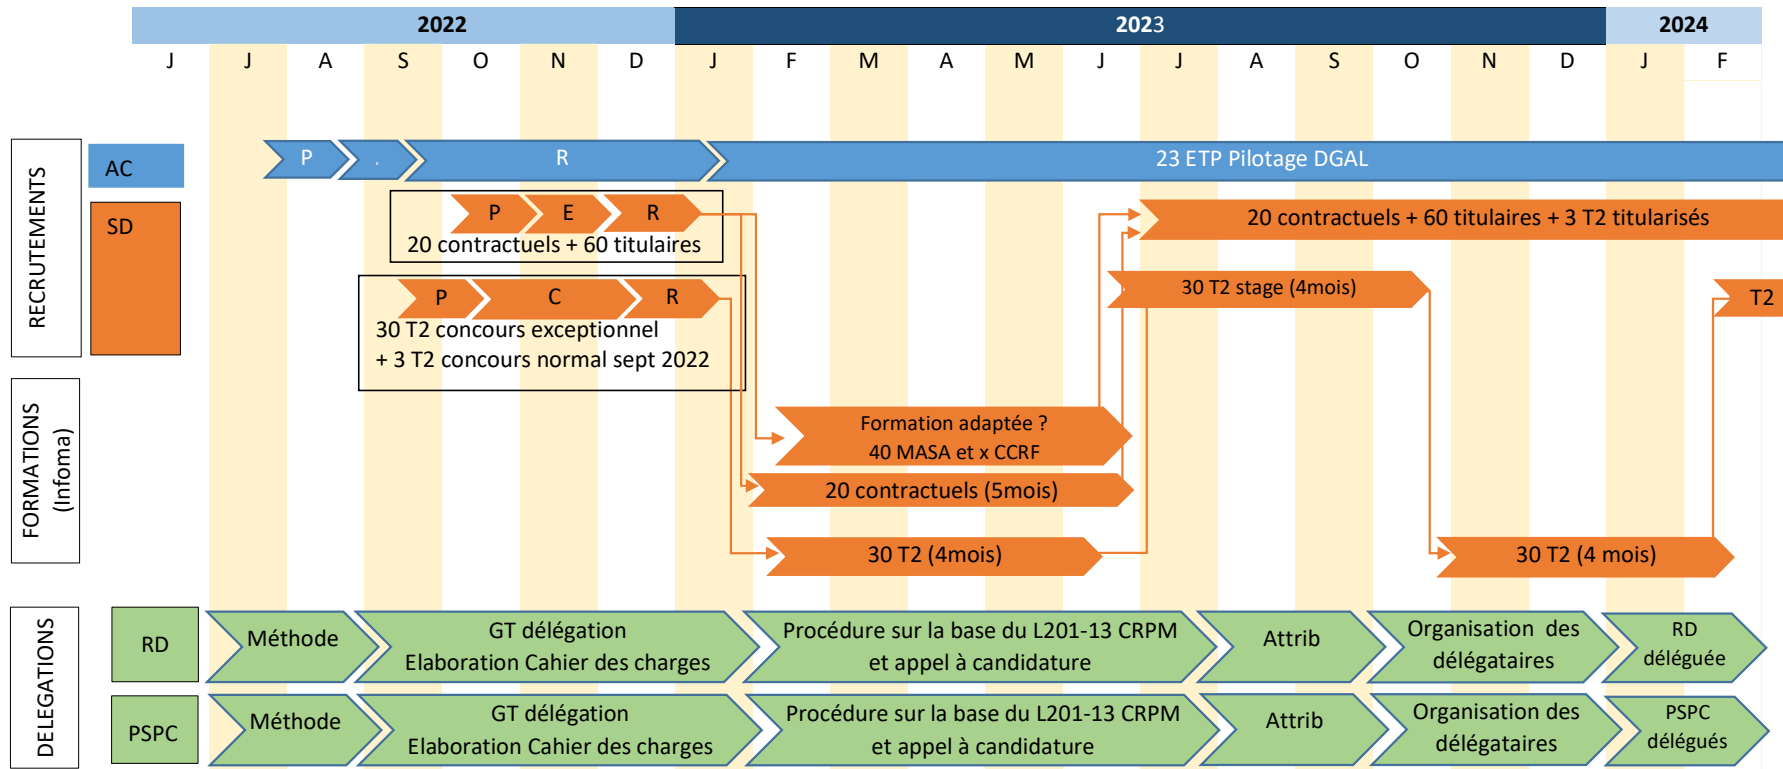 2022
2023
2024
J J A S O N D J F M A M J J A S O N D J F
RECRUTEMENTS
AC
P
.
R
23 ETP Pilotage DGAL
SD
P E R
20 contractuels + 60 titulaires
20 contractuels + 60 titulaires + 3 T2 titularisés
P C R
30 T2 concours exceptionnel
+ 3 T2 concours normal sept 2022
30 T2 stage (4mois)
T2
FORMATIONS
(Infoma)
Formation adaptée ?
40 MASA et x CCRF
20 contractuels (5mois)
30 T2 (4mois)
30 T2 (4 mois)
DELEGATIONS
RD
Méthode
GT délégation
Elaboration Cahier des charges
Procédure sur la base du L201-13 CRPM
et appel à candidature
Attrib
Organisation des
délégataires
RD
déléguée
PSPC
Méthode
GT délégation
Elaboration Cahier des charges
Procédure sur la base du L201-13 CRPM
et appel à candidature
Attrib
Organisation des
délégataires
PSPC
délégués